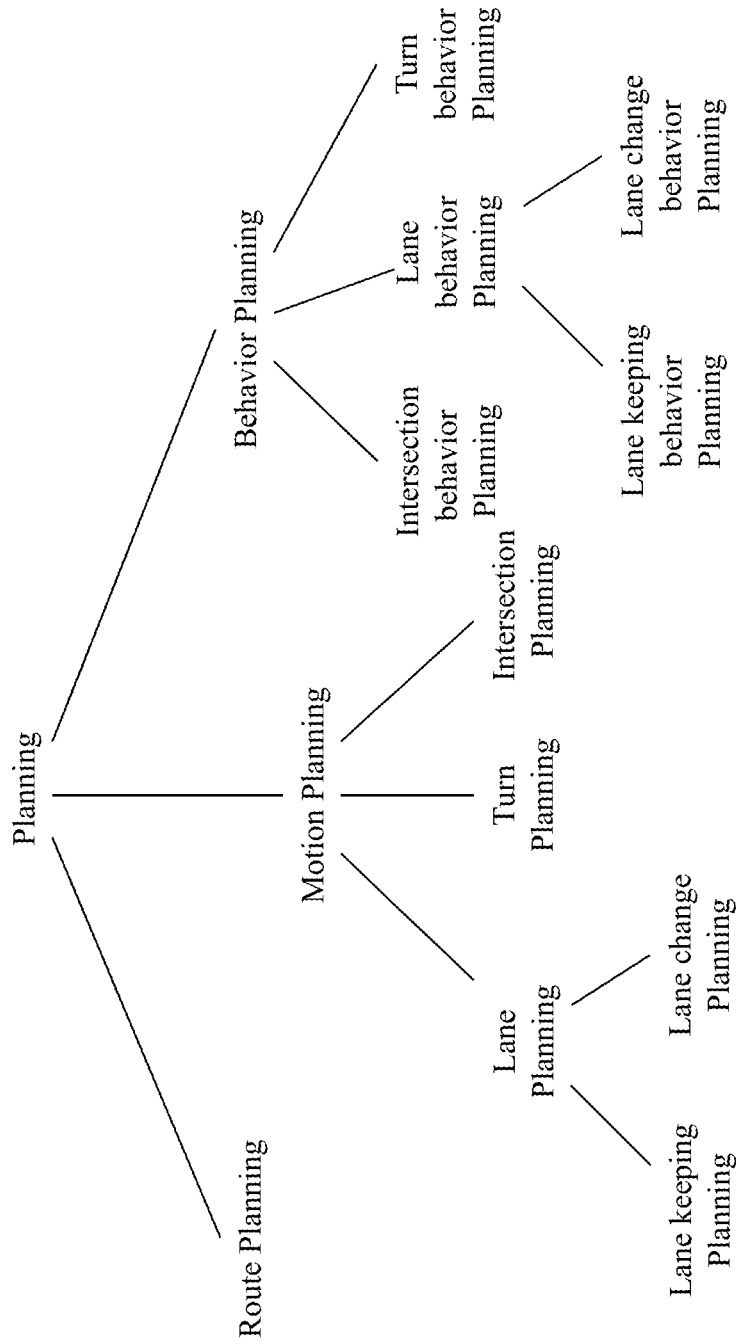 Planning
Route Planning
Motion Planning
Behavior Planning
Lane
Planning
Turn
Planning
Intersection
Planning
Intersection
behavior
Planning
Lane
behavior
Planning
Turn
behavior
Planning
Lane keeping
Planning
Lane change
Planning
Lane keeping
behavior
Planning
Lane change
behavior
Planning